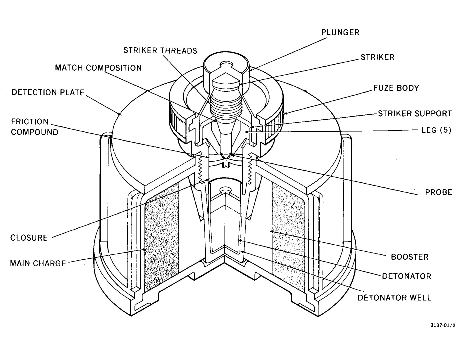 PLUNGER
STRIKER THREADS
STRIKER
MATCH COMPOSITION
FUZE BODY
DETECTION PLATE
STRIKER SUPPORT
FRICTION
COMPOUND
LEG (5)
PROBE
CLOSURE
BOOSTER
MAIN CHARGE
DETONATOR
DETONATOR WELL